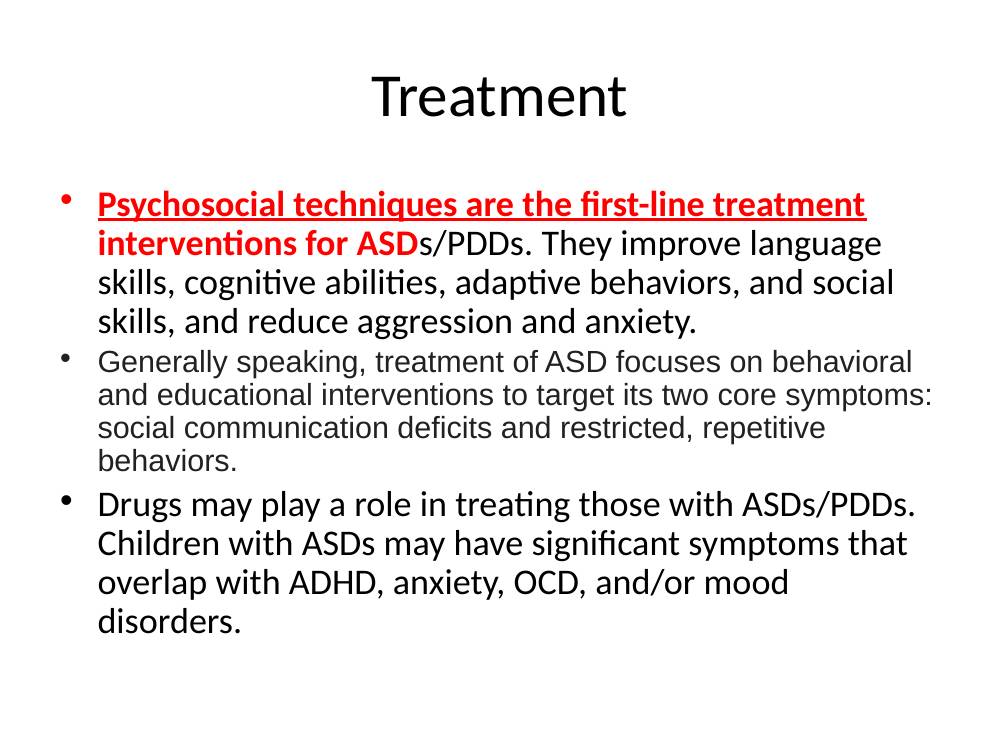 Treatment
• Psychosocial techniques are the first-line treatment
interventions for ASDs/PDDs. They improve language
skills, cognitive abilities, adaptive behaviors, and social
skills, and reduce aggression and anxiety.
• Generally speaking, treatment of ASD focuses on behavioral
and educational interventions to target its two core symptoms:
social communication deficits and restricted, repetitive
behaviors.
• Drugs may play a role in treating those with ASDs/PDDs.
Children with ASDs may have significant symptoms that
overlap with ADHD, anxiety, OCD, and/or mood
disorders.